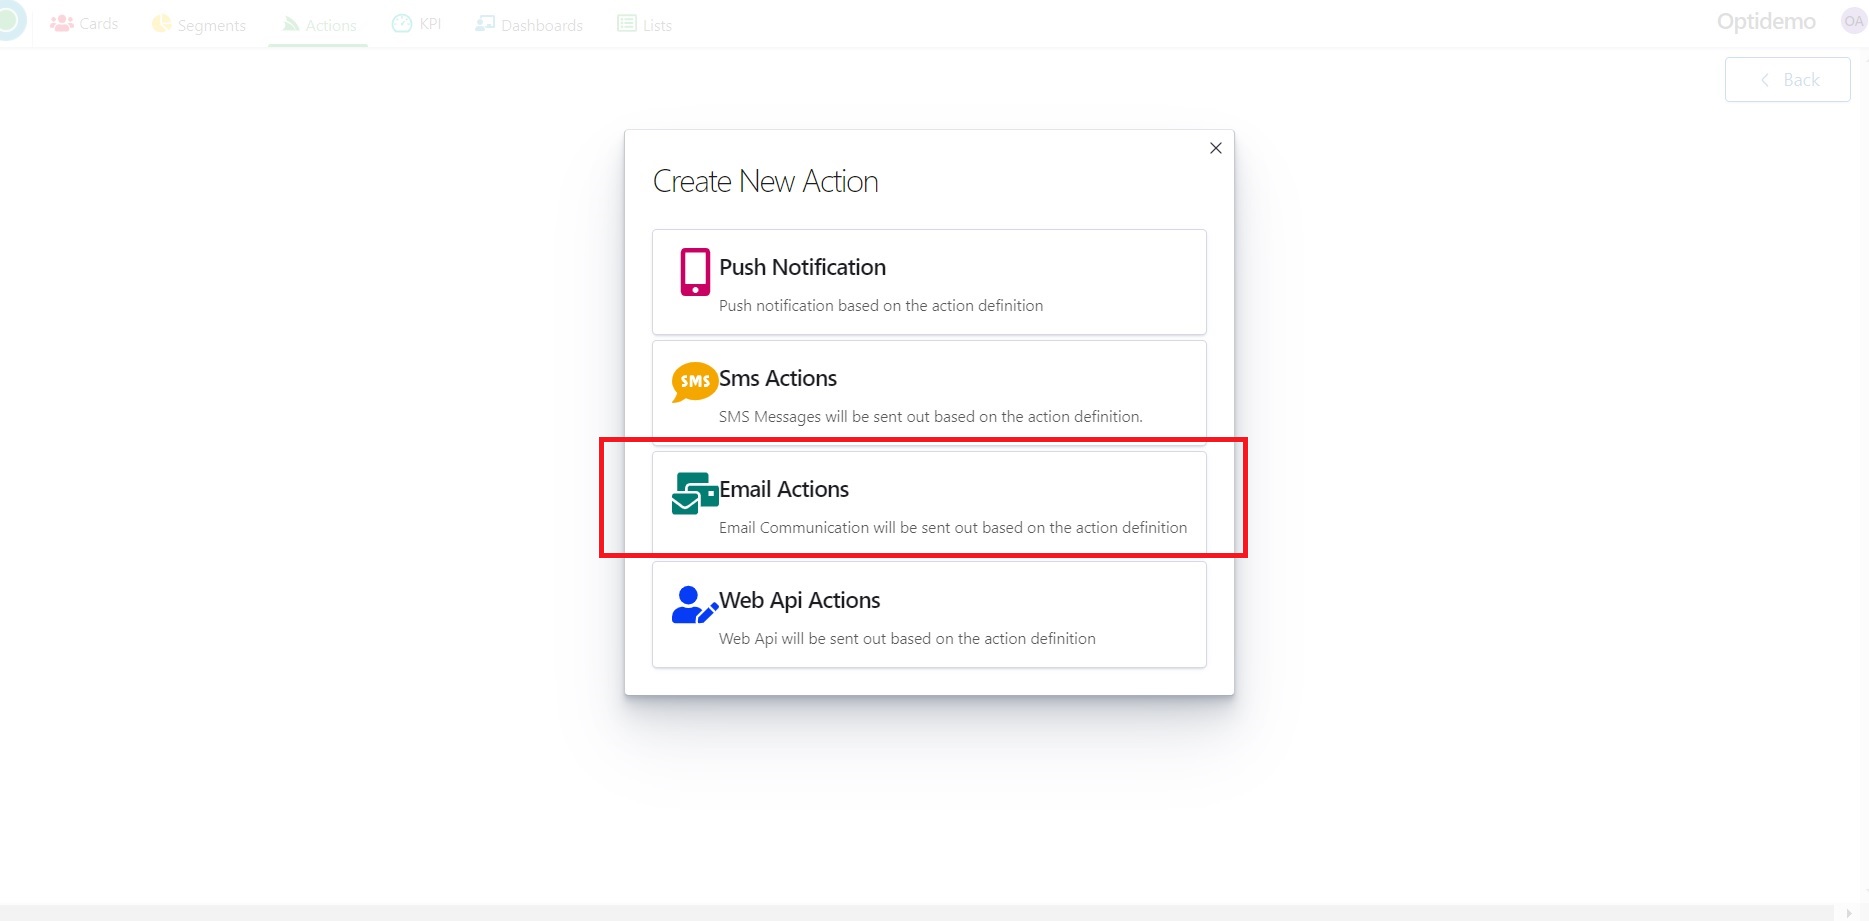 Cards Segments Actions KPI Dashboards Lists Optidemo OA
Back
Create New Action
Push Notification
Push notification based on the action definition
SMS Sms Actions
SMS Messages will be sent out based on the action definition.
Email Actions
Email Communication will be sent out based on the action definition
Web Api Actions
Web Api will be sent out based on the action definition